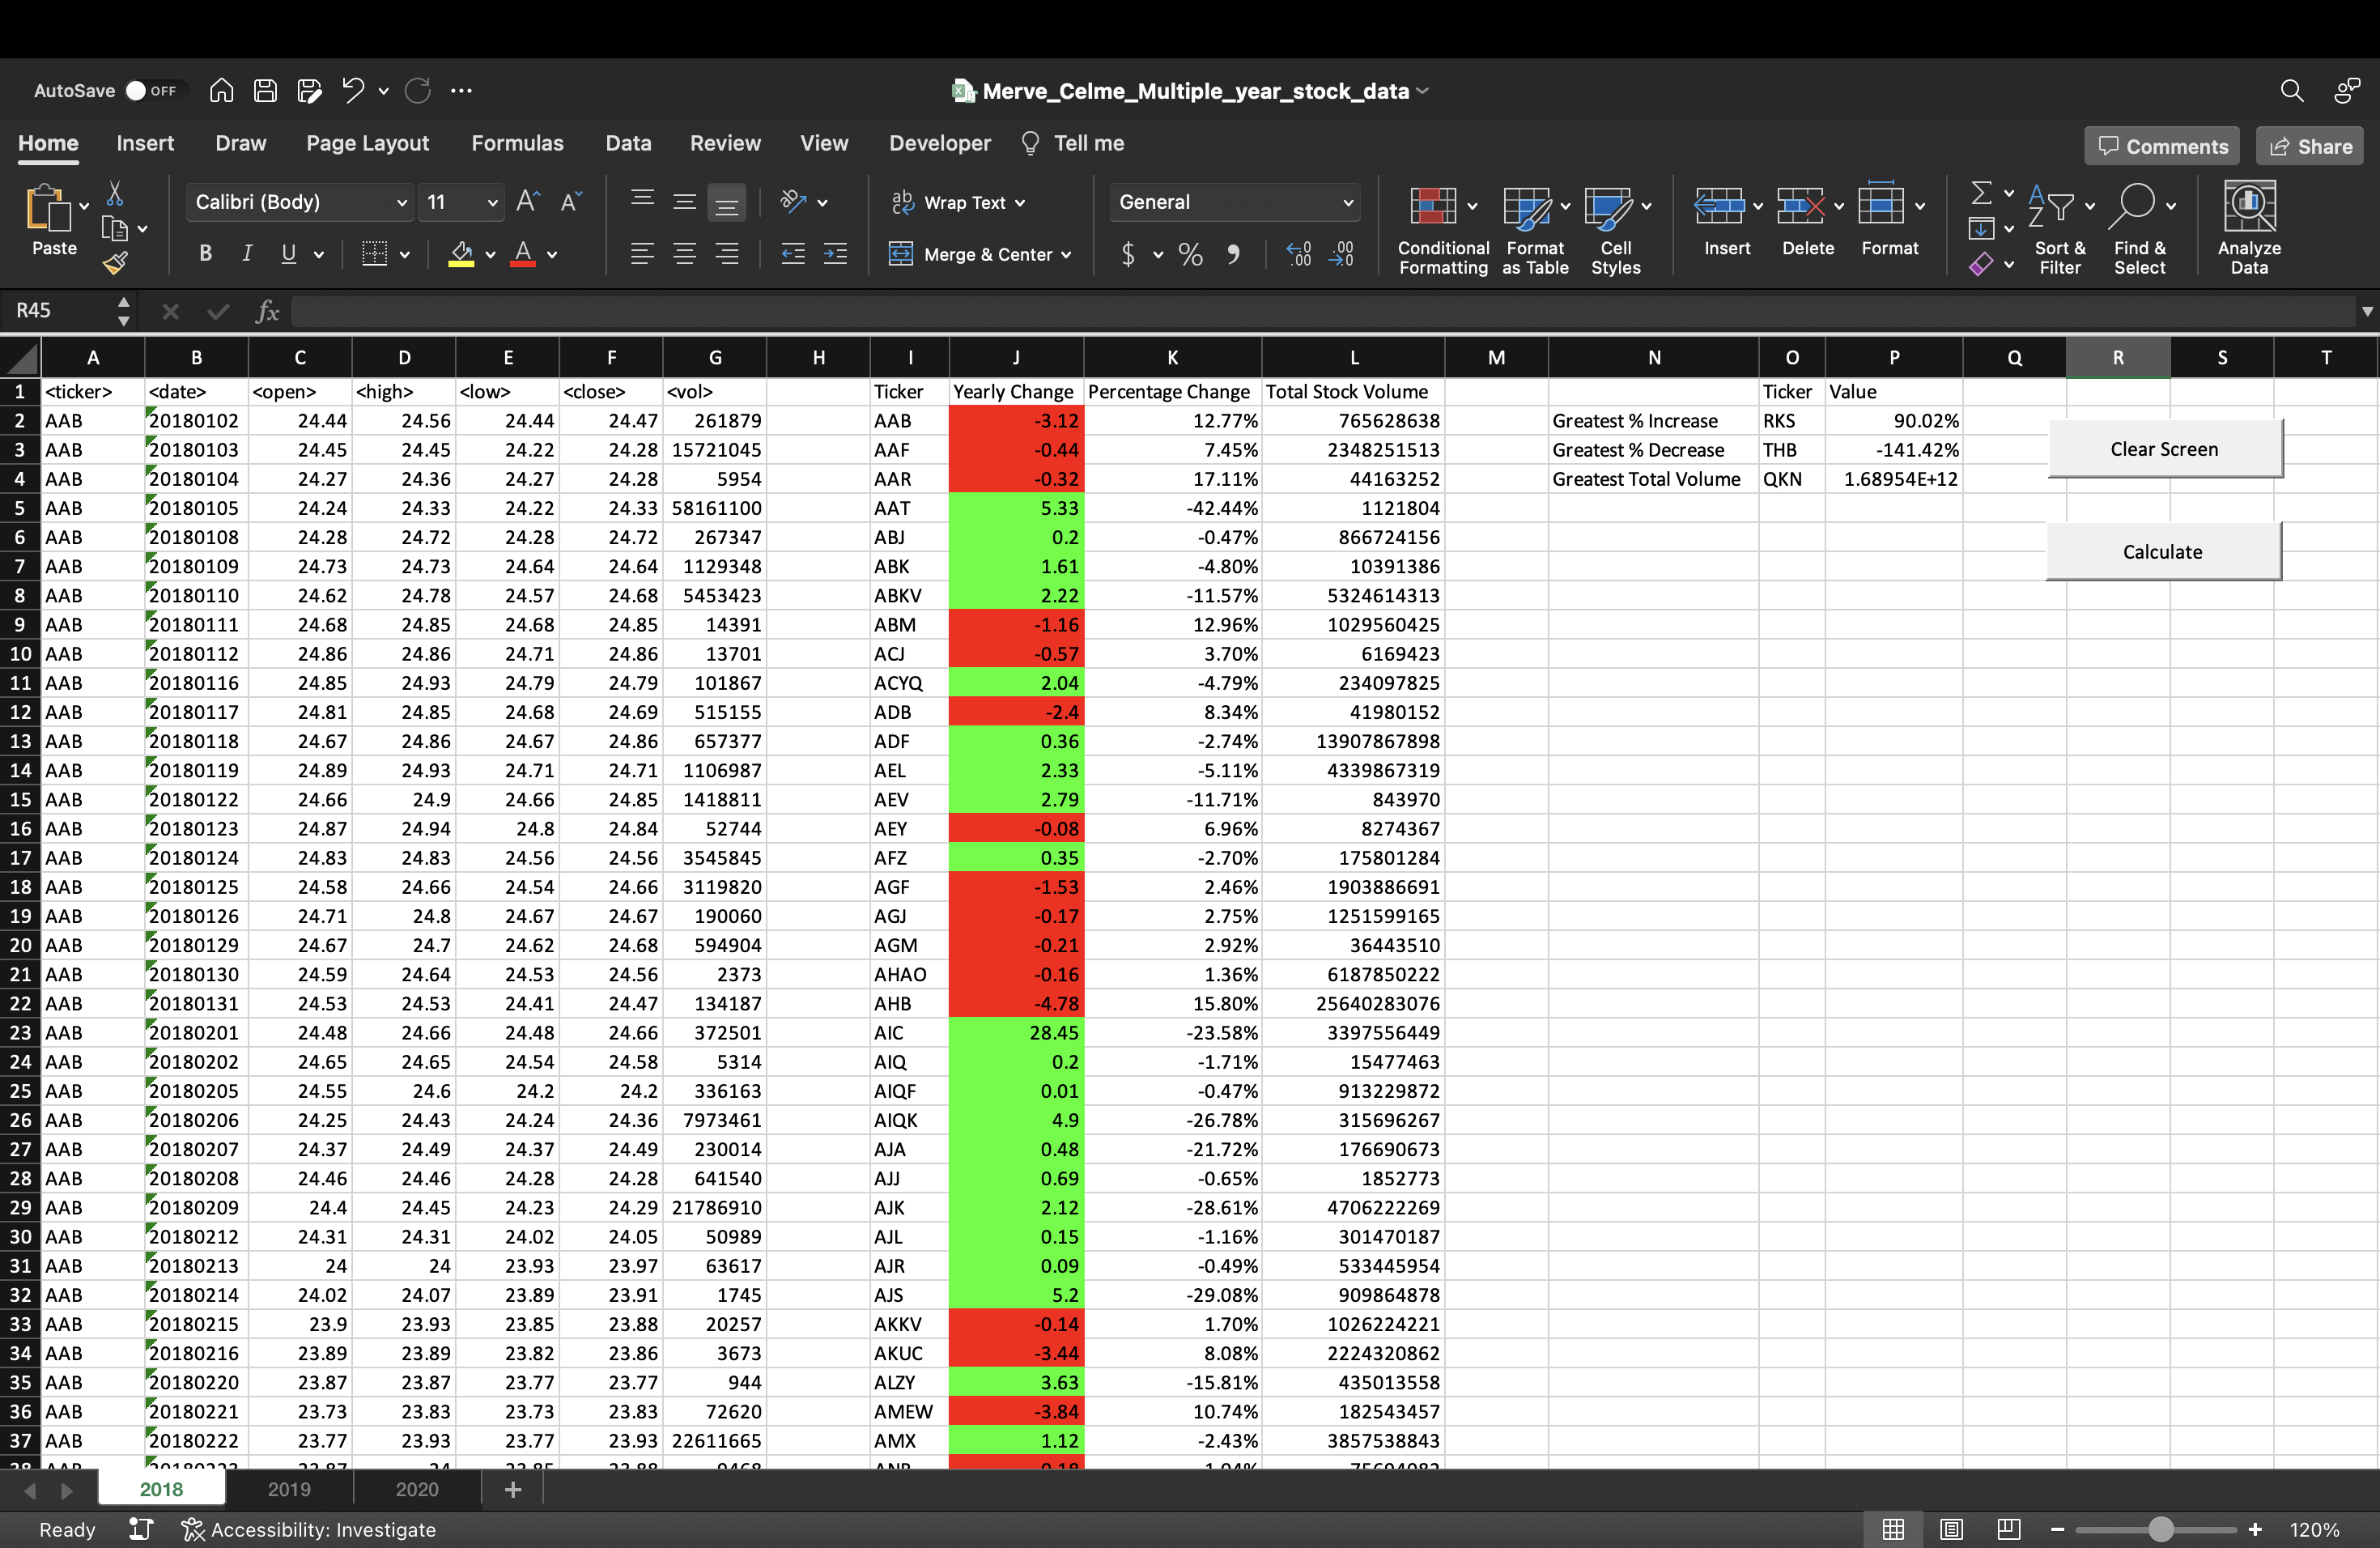 AutoSave OFF Merve_Celme_Multiple_year_stock_data
Home Insert Draw Page Layout Formulas Data Review View Developer Tell me Comments Share
Paste Calibri (Body) 11 A A Wrap Text General Conditional Formatting Format as Table Cell Styles Insert Delete Format Sort & Filter Find & Select Analyze Data
B I U A Merge & Center $ % 9 .00 .00
R45 fx
A B C D E F G H I J K L M N O P Q R S T
1 <ticker> <date> <open> <high> <low> <close> <vol> Ticker Yearly Change Percentage Change Total Stock Volume Ticker Value
2 AAB 20180102 24.44 24.56 24.44 24.47 261879 AAB -3.12 12.77% 765628638 Greatest % Increase RKS 90.02%
3 AAB 20180103 24.45 24.45 24.22 24.28 15721045 AAF -0.44 7.45% 2348251513 Greatest % Decrease THB -141.42% Clear Screen
4 AAB 20180104 24.27 24.36 24.27 24.28 5954 AAR -0.32 17.11% 44163252 Greatest Total Volume QKN 1.68954E+12
5 AAB 20180105 24.24 24.33 24.22 24.33 58161100 AAT 5.33 -42.44% 1121804
6 AAB 20180108 24.28 24.72 24.28 24.72 267347 ABJ 0.2 -0.47% 866724156 Calculate
7 AAB 20180109 24.73 24.73 24.64 24.64 1129348 ABK 1.61 -4.80% 10391386
8 AAB 20180110 24.62 24.78 24.57 24.68 5453423 ABKV 2.22 -11.57% 5324614313
9 AAB 20180111 24.68 24.85 24.68 24.85 14391 ABM -1.16 12.96% 1029560425
10 AAB 20180112 24.86 24.86 24.71 24.86 13701 ACJ -0.57 3.70% 6169423
11 AAB 20180116 24.85 24.93 24.79 24.79 101867 ACYQ 2.04 -4.79% 234097825
12 AAB 20180117 24.81 24.85 24.68 24.69 515155 ADB -2.4 8.34% 41980152
13 AAB 20180118 24.67 24.86 24.67 24.86 657377 ADF 0.36 -2.74% 13907867898
14 AAB 20180119 24.89 24.93 24.71 24.71 1106987 AEL 2.33 -5.11% 4339867319
15 AAB 20180122 24.66 24.9 24.66 24.85 1418811 AEV 2.79 -11.71% 843970
16 AAB 20180123 24.87 24.94 24.8 24.84 52744 AEY -0.08 6.96% 8274367
17 AAB 20180124 24.83 24.83 24.56 24.56 3545845 AFZ 0.35 -2.70% 175801284
18 AAB 20180125 24.58 24.66 24.54 24.66 3119820 AGF -1.53 2.46% 1903886691
19 AAB 20180126 24.71 24.8 24.67 24.67 190060 AGJ -0.17 2.75% 1251599165
20 AAB 20180129 24.67 24.7 24.62 24.68 594904 AGM -0.21 2.92% 36443510
21 AAB 20180130 24.59 24.64 24.53 24.56 2373 AHAO -0.16 1.36% 6187850222
22 AAB 20180131 24.53 24.53 24.41 24.47 134187 AHB -4.78 15.80% 25640283076
23 AAB 20180201 24.48 24.66 24.48 24.66 372501 AIC 28.45 -23.58% 3397556449
24 AAB 20180202 24.65 24.65 24.54 24.58 5314 AIQ 0.2 -1.71% 15477463
25 AAB 20180205 24.55 24.6 24.2 24.2 336163 AIQF 0.01 -0.47% 913229872
26 AAB 20180206 24.25 24.43 24.24 24.36 7973461 AIQK 4.9 -26.78% 315696267
27 AAB 20180207 24.37 24.49 24.37 24.49 230014 AJA 0.48 -21.72% 176690673
28 AAB 20180208 24.46 24.46 24.28 24.28 641540 AJJ 0.69 -0.65% 1852773
29 AAB 20180209 24.4 24.45 24.23 24.29 21786910 AJK 2.12 -28.61% 4706222269
30 AAB 20180212 24.31 24.31 24.02 24.05 50989 AJL 0.15 -1.16% 301470187
31 AAB 20180213 24 24 23.93 23.97 63617 AJR 0.09 -0.49% 533445954
32 AAB 20180214 24.02 24.07 23.89 23.91 1745 AJS 5.2 -29.08% 909864878
33 AAB 20180215 23.9 23.93 23.85 23.88 20257 AKKV -0.14 1.70% 1026224221
34 AAB 20180216 23.89 23.89 23.82 23.86 3673 AKUC -3.44 8.08% 2224320862
35 AAB 20180220 23.87 23.87 23.77 23.77 944 ALZY 3.63 -15.81% 435013558
36 AAB 20180221 23.73 23.83 23.73 23.83 72620 AMEW -3.84 10.74% 182543457
37 AAB 20180222 23.77 23.93 23.77 23.93 22611665 AMX 1.12 -2.43% 3857538843
2018 2019 2020 +
Ready Accessibility: Investigate 120%